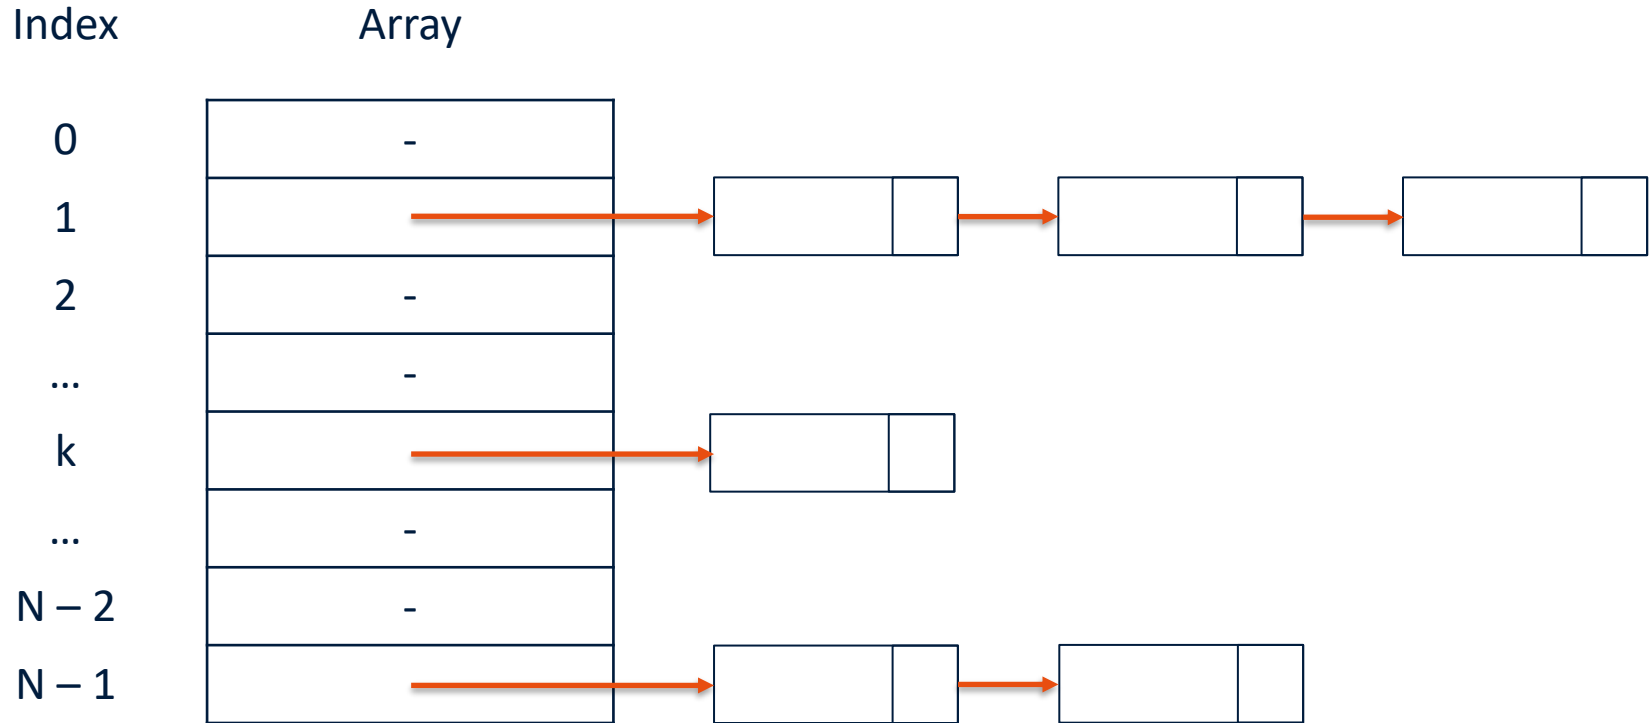 Index Array
0 -
1
2 -
... -
k
... -
N – 2 -
N – 1